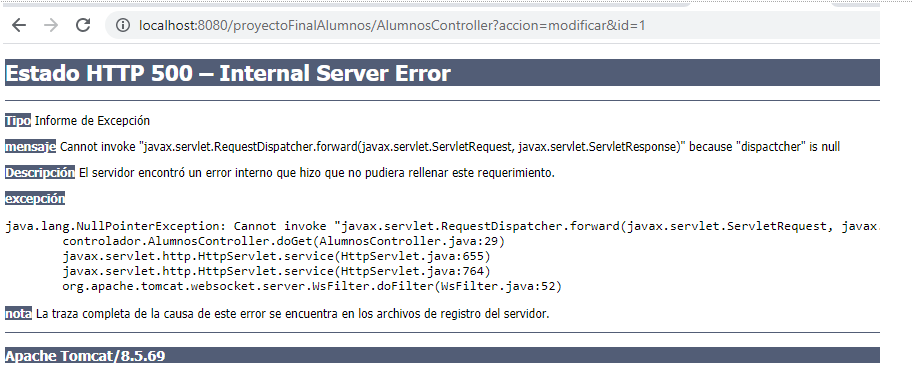 localhost:8080/proyectoFinalAlumnos/AlumnosController?accion=modificar&id=1
Estado HTTP 500 – Internal Server Error
Tipo Informe de Excepción
mensaje Cannot invoke "javax.servlet.RequestDispatcher.forward(javax.servlet.ServletRequest, javax.servlet.ServletResponse)" because "dispactcher" is null
Descripción El servidor encontró un error interno que hizo que no pudiera rellenar este requerimiento.
excepción
java.lang.NullPointerException: Cannot invoke "javax.servlet.RequestDispatcher.forward(javax.servlet.ServletRequest, javax.
controlador.AlumnosController.doGet(AlumnosController.java:29)
javax.servlet.http.HttpServlet.service(HttpServlet.java:655)
javax.servlet.http.HttpServlet.service(HttpServlet.java:764)
org.apache.tomcat.websocket.server.WsFilter.doFilter(WsFilter.java:52)
nota La traza completa de la causa de este error se encuentra en los archivos de registro del servidor.
Apache Tomcat/8.5.69